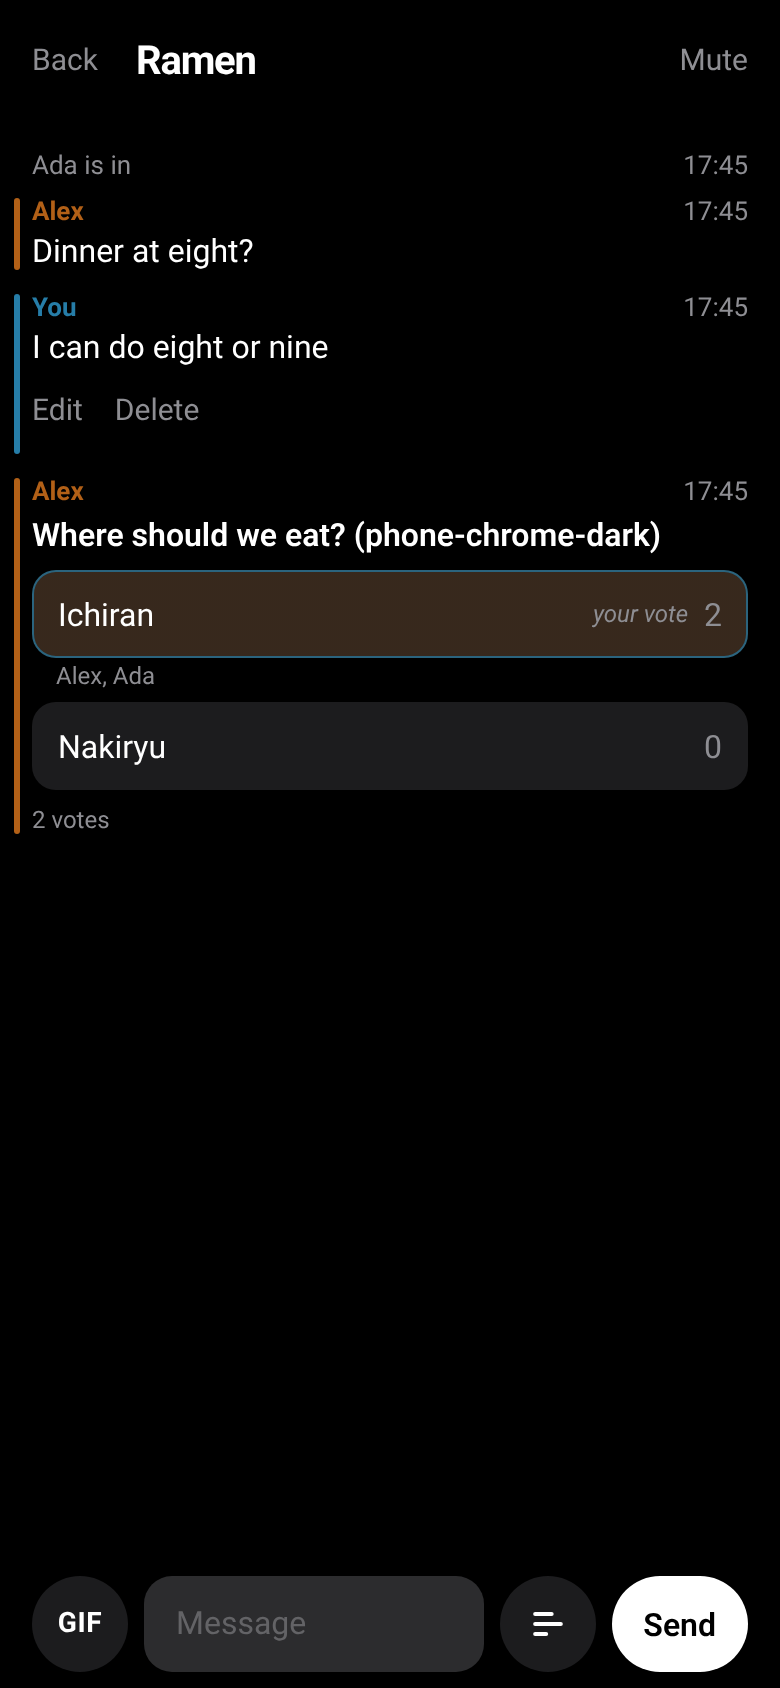 Back Ramen Mute
Ada is in 17:45
Alex 17:45
Dinner at eight?
You 17:45
I can do eight or nine
Edit Delete
Alex 17:45
Where should we eat? (phone-chrome-dark)
Ichiran your vote 2
Alex, Ada
Nakiryu 0
2 votes
GIF Message Send